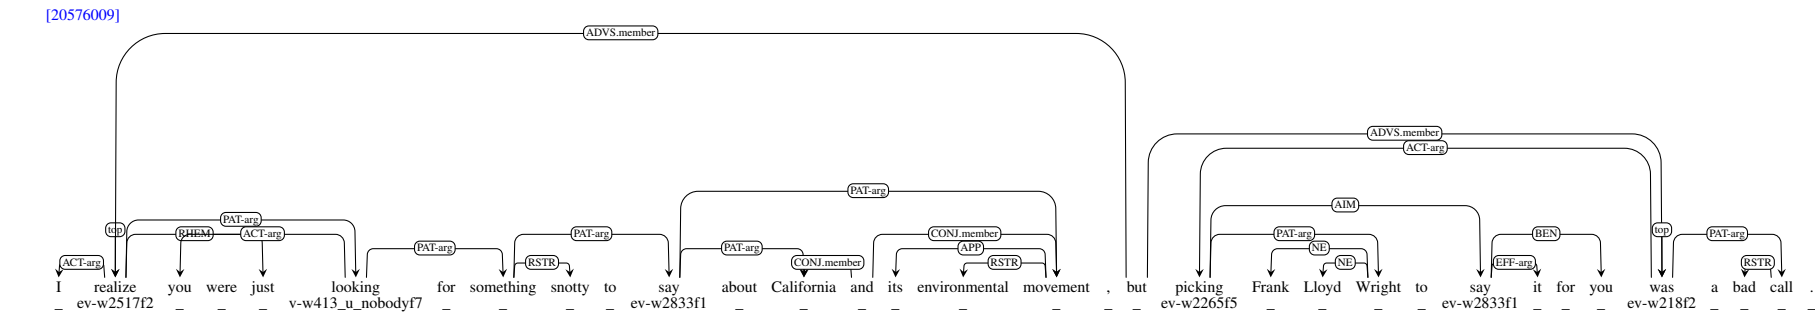 [20576009]
ADVS.member
ADVS.member
ACT-arg
PAT-arg
AIM
PAT-arg
top RHEM ACT-arg PAT-arg CONJ.member PAT-arg BEN top PAT-arg
PAT-arg PAT-arg APP NE
ACT-arg RSTR CONJ.member RSTR NE EFF-arg RSTR
I realize you were just looking for something snotty to say about California and its environmental movement , but picking Frank Lloyd Wright to say it for you was a bad call .
_ ev-w2517f2 _ _ _ v-w413_u_nobodyf7 _ _ _ _ ev-w2833f1 _ _ _ _ _ _ _ _ ev-w2265f5 _ _ _ _ ev-w2833f1 _ _ _ ev-w218f2 _ _ _ _